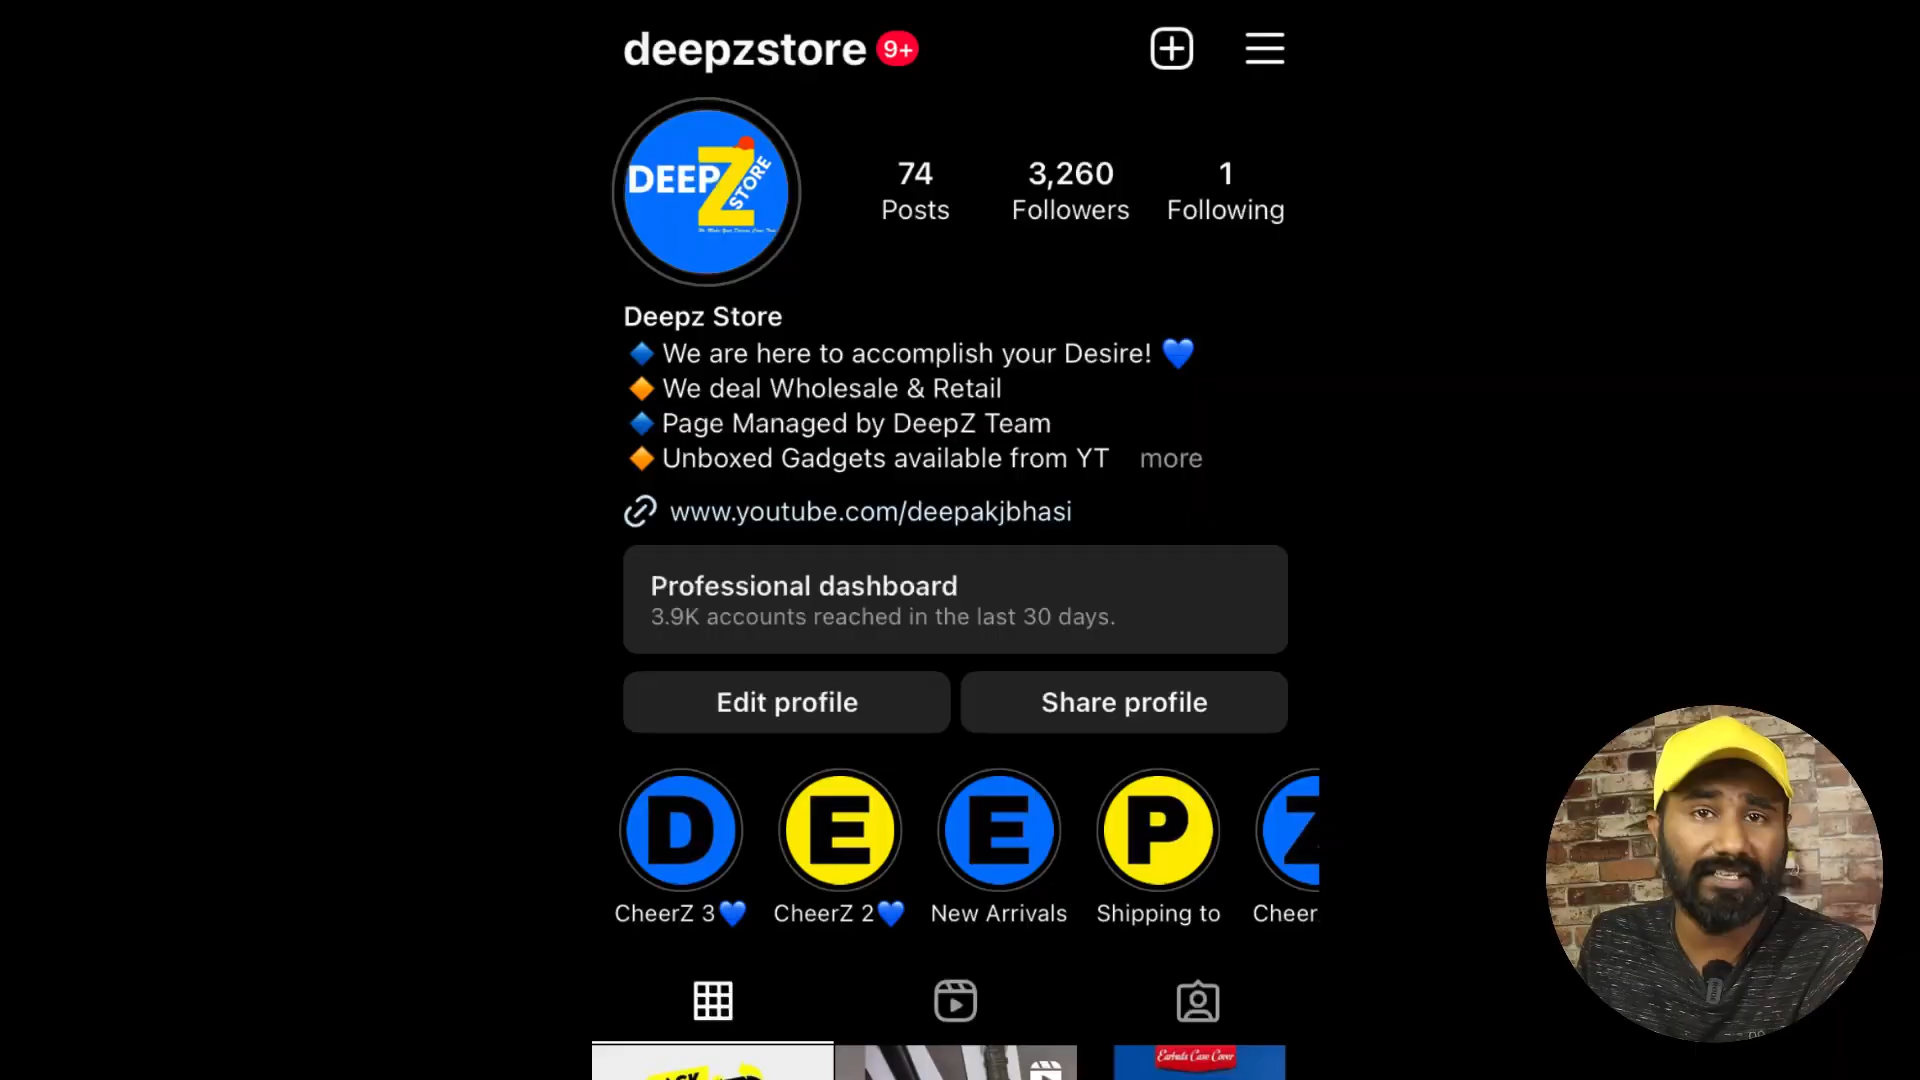 deepzstore 9+
DEEPZ STORE
74
Posts
3,260
Followers
1
Following
Deepz Store
🔷 We are here to accomplish your Desire! 💙
🔶 We deal Wholesale & Retail
🔷 Page Managed by DeepZ Team
🔶 Unboxed Gadgets available from YT more
www.youtube.com/deepakjbhasi
Professional dashboard
3.9K accounts reached in the last 30 days.
Edit profile
Share profile
D
E
E
P
Z
CheerZ 3💙
CheerZ 2💙
New Arrivals
Shipping to
Cheer
Earbuds Case Cover